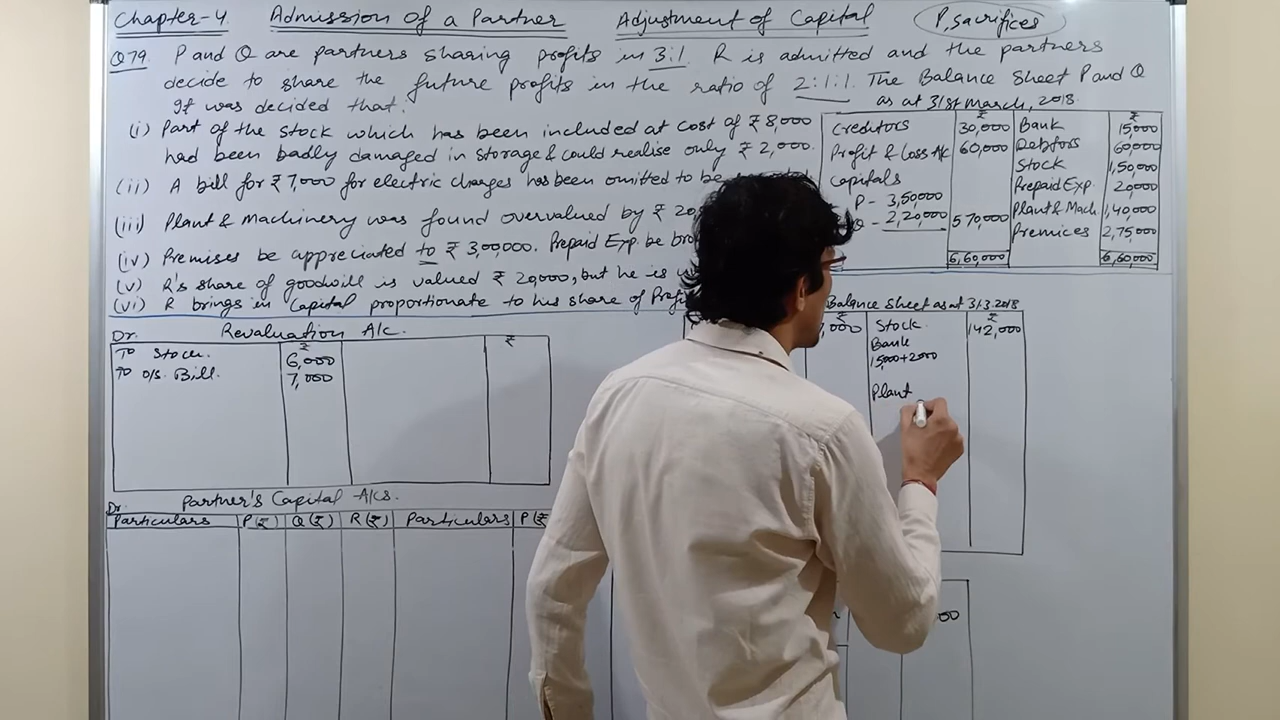 Chapter-4. Admission of a Partner Adjustment of Capital P, sacrifices
Q79 P and Q are partners sharing profits in 3:1. R is admitted and the partners
decide to share the future profits in the ratio of 2:1:1. The Balance Sheet P and Q
It was decided that. as at 31st March, 2018.
(i) Part of the stock which has been included at cost of ₹ 8,000
had been badly damaged in storage & could realise only ₹ 2,000.
(ii) A bill for ₹ 7,000 for electric charges has been omitted to be
(iii) Plant & Machinery was found overvalued by ₹
(iv) Premises be appreciated to ₹ 3,00,000. Prepaid Exp. be
(v) R's share of goodwill is valued ₹ 20,000, but he is
(vi) R brings in Capital proportionate to his share of
₹ ₹
Creditors 30,000 Bank 15,000
Profit & Loss A/c 60,000 Debtors 60,000
Capitals Stock 1,50,000
Prepaid Exp. 20,000
P - 3,50,000
Q - 2,20,000 5,70,000 Plant & Mach. 1,40,000
Premices 2,75,000
6,60,000 6,60,000
Dr. Revaluation A/c.
₹ ₹
To Stock. 6,000
To O/S. Bill. 7,000
Balance Sheet as at 31.3.2018
₹
Stock. 142,000
Bank
15,000+2000
Plant
Partner's Capital A/cs.
Dr.
Particulars P(₹) Q(₹) R(₹) Particulars P(₹